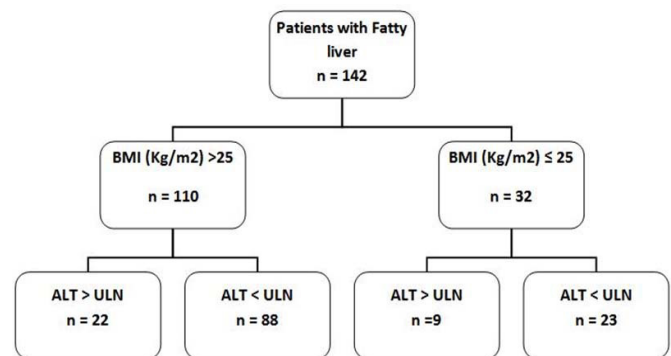 Patients with Fatty
liver
n = 142
BMI (Kg/m2) >25
n = 110
BMI (Kg/m2) ≤ 25
n = 32
ALT > ULN
n = 22
ALT < ULN
n = 88
ALT > ULN
n =9
ALT < ULN
n = 23